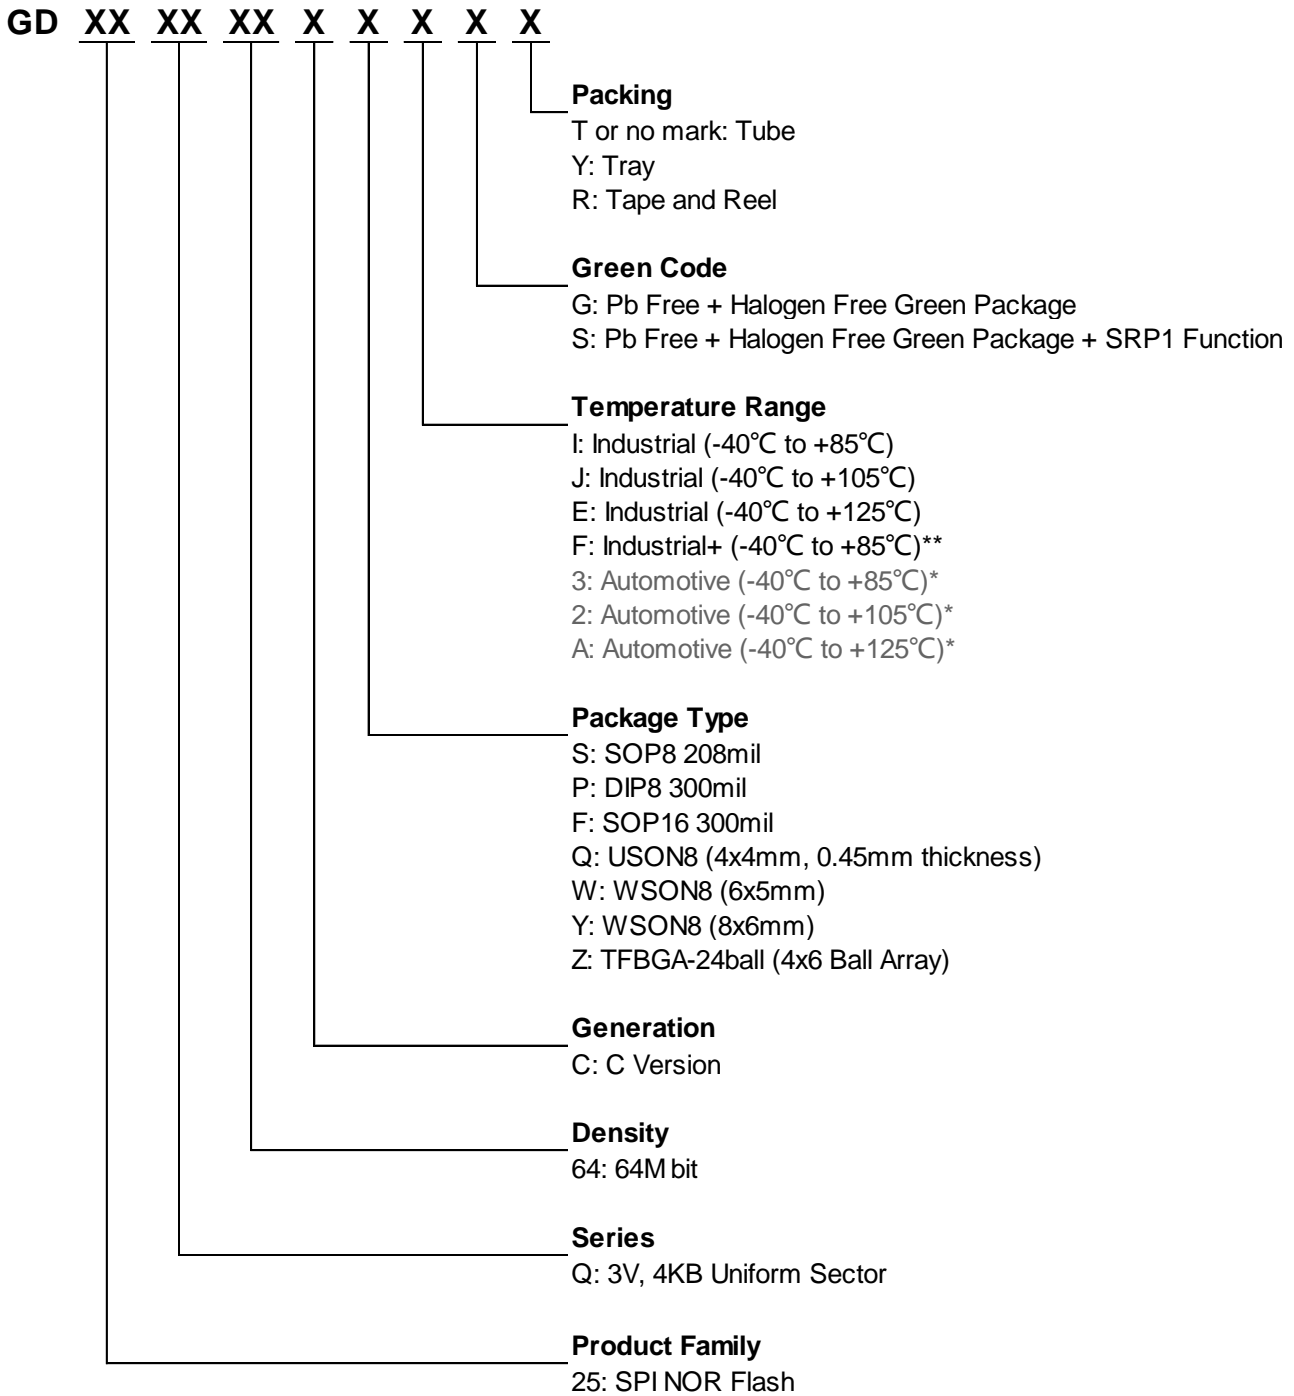 GD XX XX XX X X X X X
Packing
T or no mark: Tube
Y: Tray
R: Tape and Reel
Green Code
G: Pb Free + Halogen Free Green Package
S: Pb Free + Halogen Free Green Package + SRP1 Function
Temperature Range
I: Industrial (-40℃ to +85℃)
J: Industrial (-40℃ to +105℃)
E: Industrial (-40℃ to +125℃)
F: Industrial+ (-40℃ to +85℃)**
3: Automotive (-40℃ to +85℃)*
2: Automotive (-40℃ to +105℃)*
A: Automotive (-40℃ to +125℃)*
Package Type
S: SOP8 208mil
P: DIP8 300mil
F: SOP16 300mil
Q: USON8 (4x4mm, 0.45mm thickness)
W: WSON8 (6x5mm)
Y: WSON8 (8x6mm)
Z: TFBGA-24ball (4x6 Ball Array)
Generation
C: C Version
Density
64: 64M bit
Series
Q: 3V, 4KB Uniform Sector
Product Family
25: SPI NOR Flash